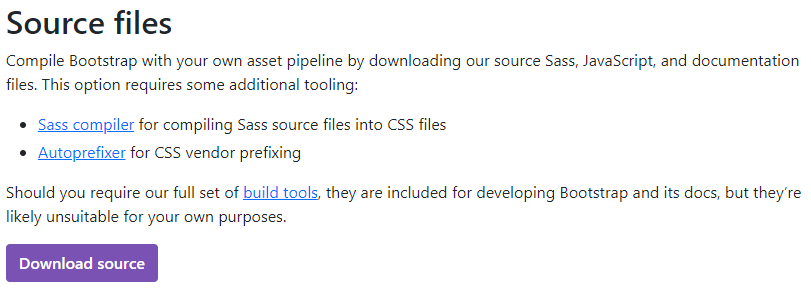 Source files
Compile Bootstrap with your own asset pipeline by downloading our source Sass, JavaScript, and documentation
files. This option requires some additional tooling:
• Sass compiler for compiling Sass source files into CSS files
• Autoprefixer for CSS vendor prefixing
Should you require our full set of build tools, they are included for developing Bootstrap and its docs, but they’re
likely unsuitable for your own purposes.
Download source